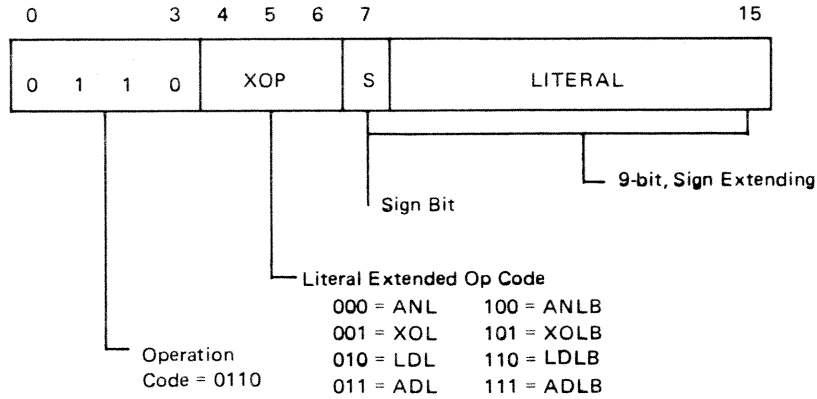 0 3 4 5 6 7 15
0 1 1 0 XOP S LITERAL
9-bit, Sign Extending
Sign Bit
Literal Extended Op Code
000 = ANL 100 = ANLB
001 = XOL 101 = XOLB
010 = LDL 110 = LDLB
011 = ADL 111 = ADLB
Operation
Code = 0110